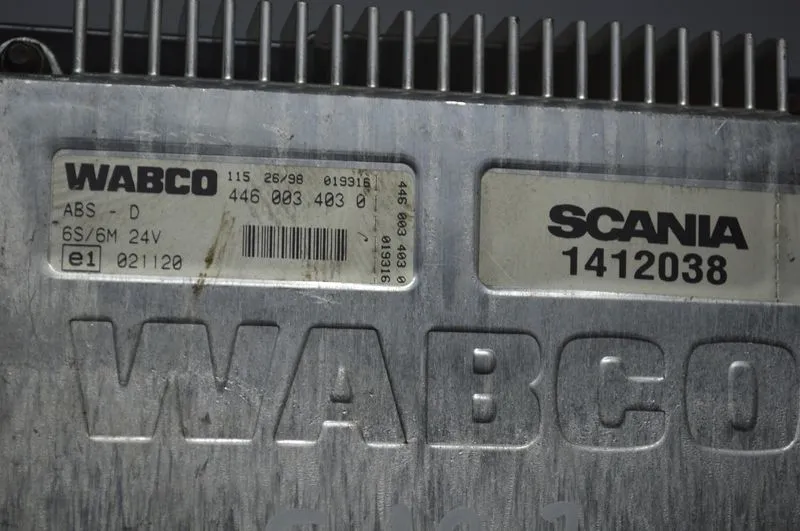 WABCO
115 26/98 019316
446 003 403 0
ABS - D
6S/6M 24V
e1 021120
446 003 403 0
019316
SCANIA
1412038
WABCO